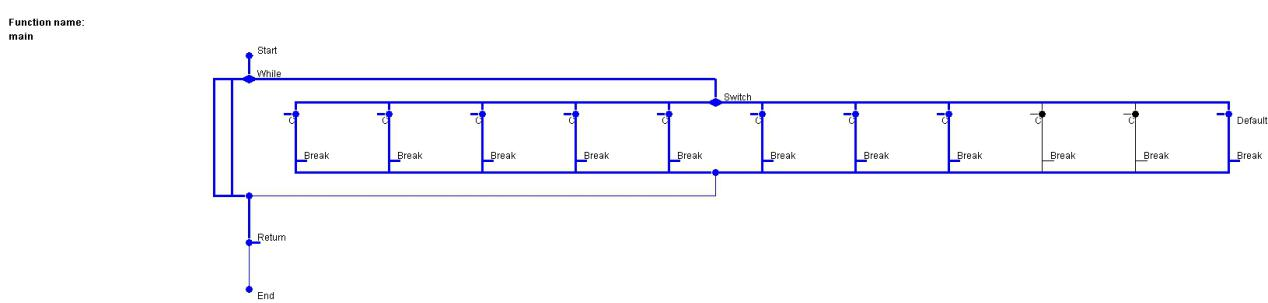 Function name:
main
Start
While
Switch
C
C
C
C
C
C
C
C
C
C
Default
Break
Break
Break
Break
Break
Break
Break
Break
Break
Break
Break
Return
End